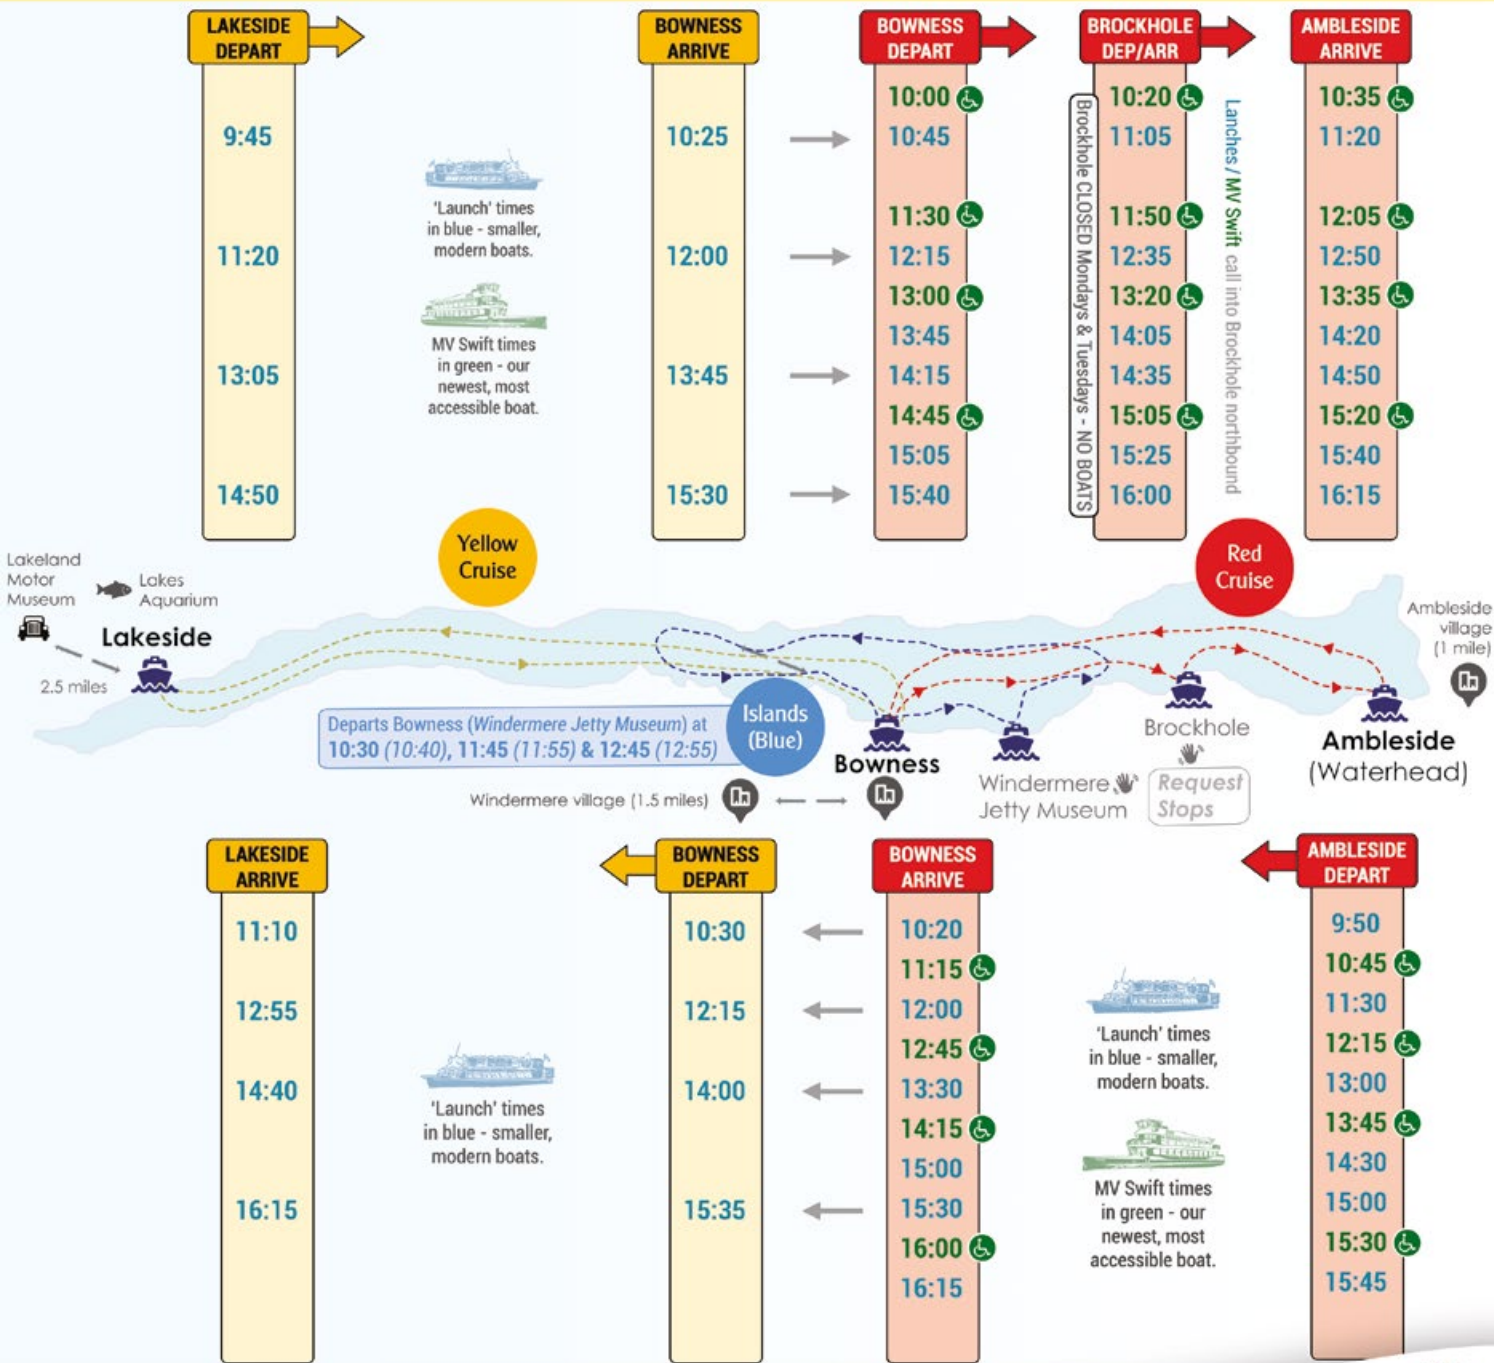 LAKESIDE
DEPART
9:45
11:20
13:05
14:50
'Launch' times
in blue - smaller,
modern boats.
MV Swift times
in green - our
newest, most
accessible boat.
BOWNESS
ARRIVE
10:25
12:00
13:45
15:30
BOWNESS
DEPART
10:00
10:45
11:30
12:15
13:00
13:45
14:15
14:45
15:05
15:40
Brockhole CLOSED Mondays & Tuesdays - NO BOATS
BROCKHOLE
DEP/ARR
10:20
11:05
11:50
12:35
13:20
14:05
14:35
15:05
15:25
16:00
Lanches / MV Swift call into Brockhole northbound
AMBLESIDE
ARRIVE
10:35
11:20
12:05
12:50
13:35
14:20
14:50
15:20
15:40
16:15
Yellow
Cruise
Red
Cruise
Lakeland
Motor
Museum
Lakes
Aquarium
Lakeside
2.5 miles
Departs Bowness (Windermere Jetty Museum) at
10:30 (10:40), 11:45 (11:55) & 12:45 (12:55)
Islands
(Blue)
Bowness
Windermere village (1.5 miles)
Windermere
Jetty Museum
Brockhole
Request
Stops
Ambleside
(Waterhead)
Ambleside
village
(1 mile)
LAKESIDE
ARRIVE
11:10
12:55
14:40
16:15
'Launch' times
in blue - smaller,
modern boats.
BOWNESS
DEPART
10:30
12:15
14:00
15:35
BOWNESS
ARRIVE
10:20
11:15
12:00
12:45
13:30
14:15
15:00
15:30
16:00
16:15
'Launch' times
in blue - smaller,
modern boats.
MV Swift times
in green - our
newest, most
accessible boat.
AMBLESIDE
DEPART
9:50
10:45
11:30
12:15
13:00
13:45
14:30
15:00
15:30
15:45